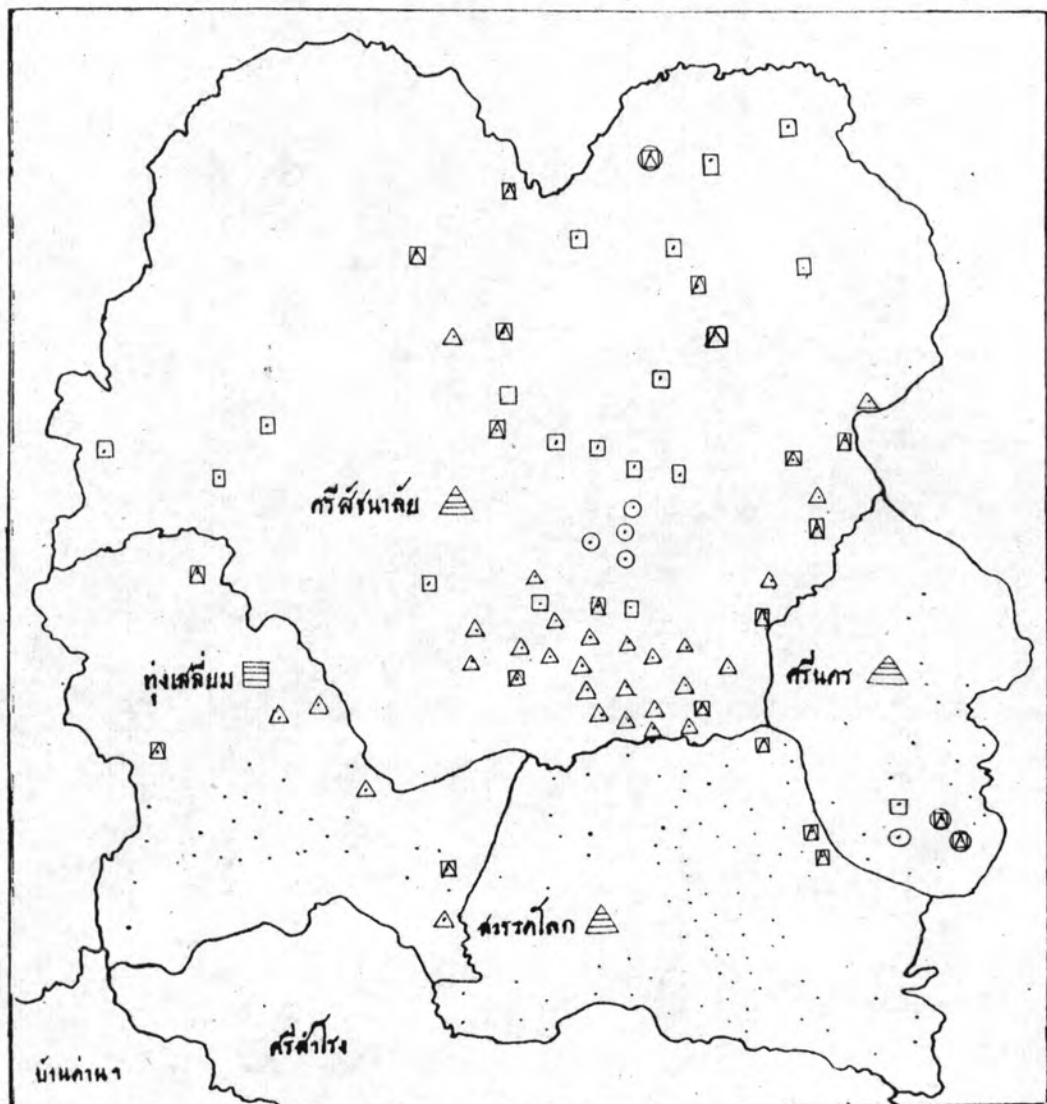 ศรีสัชนาลัย
ทุ่งเสลี่ยม
ศรีนคร
สวรรคโลก
ศรีสำโรง
บ้านด่านฯ